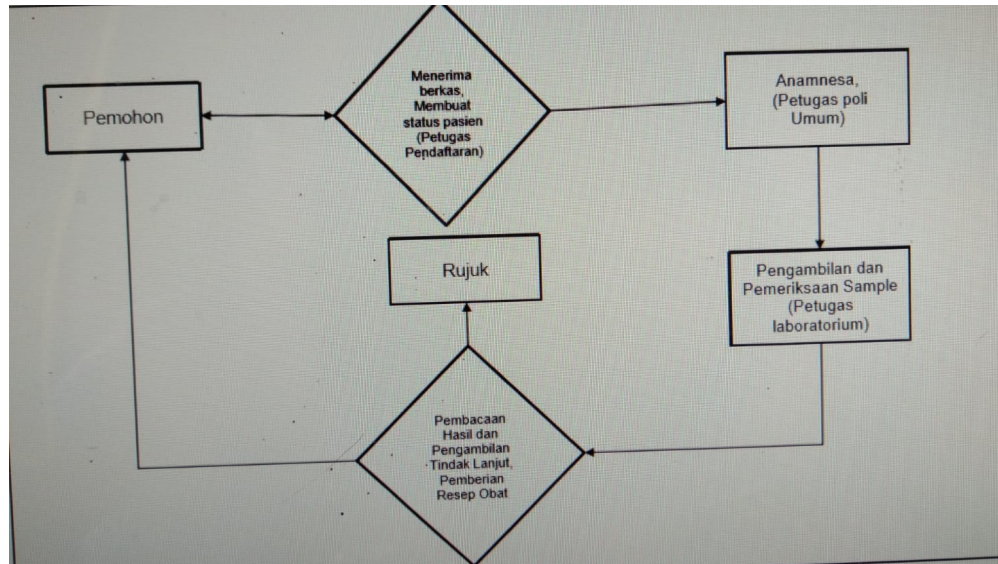 Pemohon
Menerima
berkas,
Membuat
status pasien
(Petugas
Pendaftaran)
Anamnesa,
(Petugas poli
Umum)
Pengambilan dan
Pemeriksaan Sample
(Petugas
laboratorium)
Rujuk
Pembacaan
Hasil dan
Pengambilan
Tindak Lanjut,
Pemberian
Resep Obat